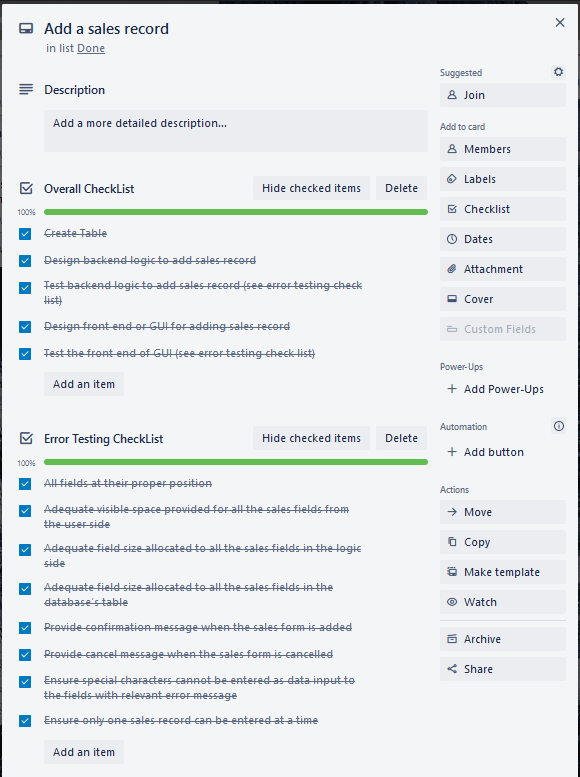 Add a sales record
in list Done
Description
Add a more detailed description...
Overall CheckList
Hide checked items
Delete
100%
Create Table
Design backend logic to add sales record
Test backend logic to add sales record (see error testing check
list)
Design front end or GUI for adding sales record
Test the front end of GUI (see error testing check list)
Add an item
Error Testing CheckList
Hide checked items
Delete
100%
All fields at their proper position
Adequate visible space provided for all the sales fields from
the user side
Adequate field size allocated to all the sales fields in the logic
side
Adequate field size allocated to all the sales fields in the
database's table
Provide confirmation message when the sales form is added
Provide cancel message when the sales form is cancelled
Ensure special characters cannot be entered as data input to
the fields with relevant error message
Ensure only one sales record can be entered at a time
Add an item
Suggested
Join
Add to card
Members
Labels
Checklist
Dates
Attachment
Cover
Custom Fields
Power-Ups
+ Add Power-Ups
Automation
+ Add button
Actions
Move
Copy
Make template
Watch
Archive
Share